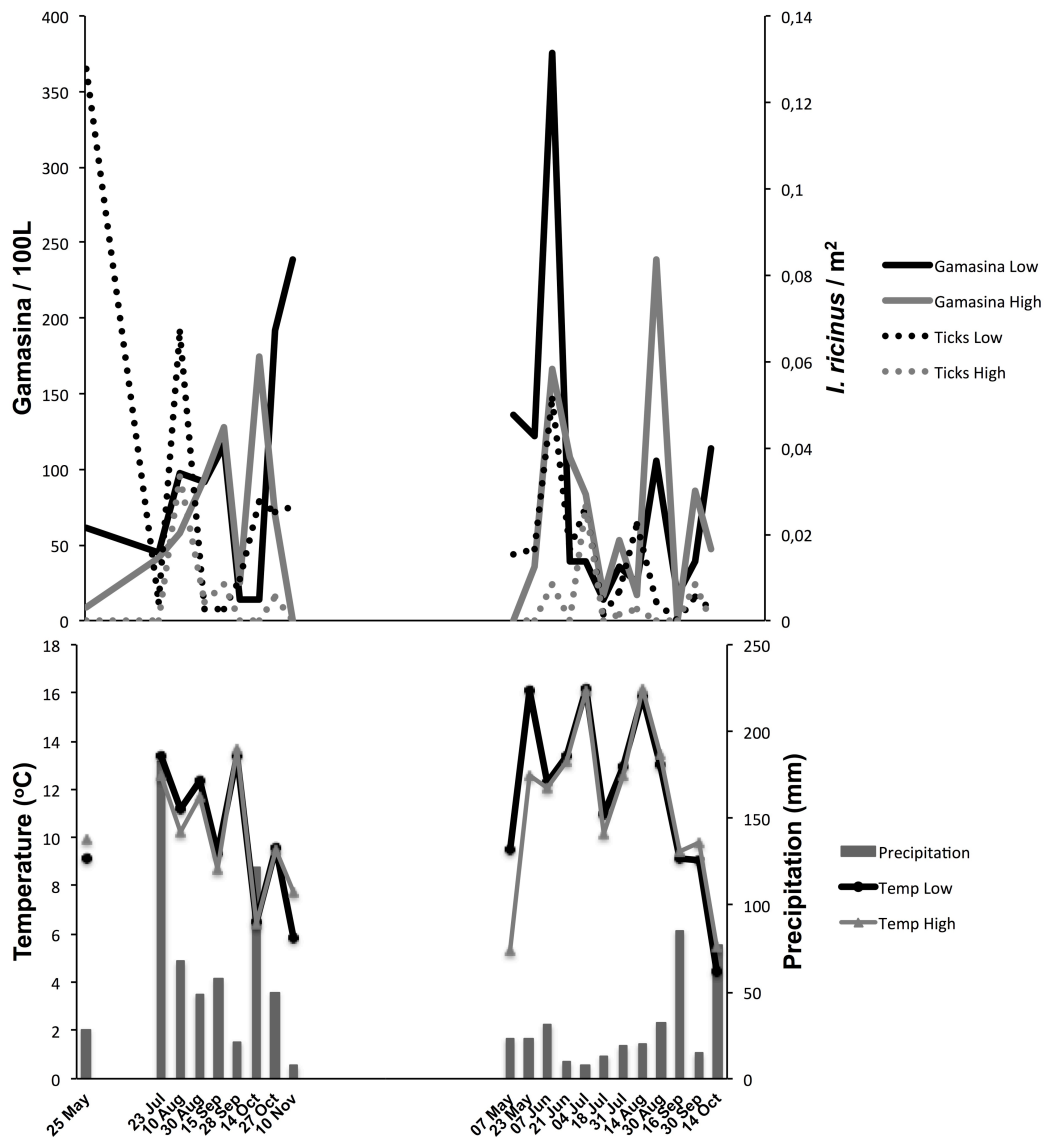 400
350
300
250
200
150
100
50
0
Gamasina / 100L
0,14
0,12
0,1
0,08
0,06
0,04
0,02
0
I. ricinus / m²
Gamasina Low
Gamasina High
Ticks Low
Ticks High
18
16
14
12
10
8
6
4
2
0
Temperature (ºC)
250
200
150
100
50
0
Precipitation (mm)
Precipitation
Temp Low
Temp High
25 May
23 Jul
10 Aug
30 Aug
15 Sep
28 Sep
14 Oct
27 Oct
10 Nov
07 May
23 May
07 Jun
21 Jun
04 Jul
18 Jul
31 Jul
14 Aug
30 Aug
16 Sep
30 Sep
14 Oct